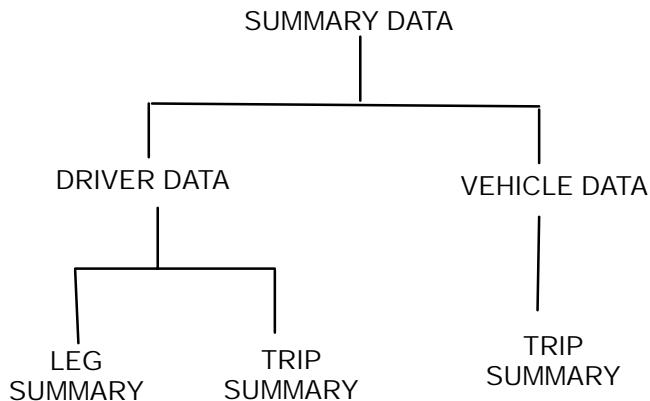 SUMMARY DATA
DRIVER DATA
VEHICLE DATA
LEG
SUMMARY
TRIP
SUMMARY
TRIP
SUMMARY